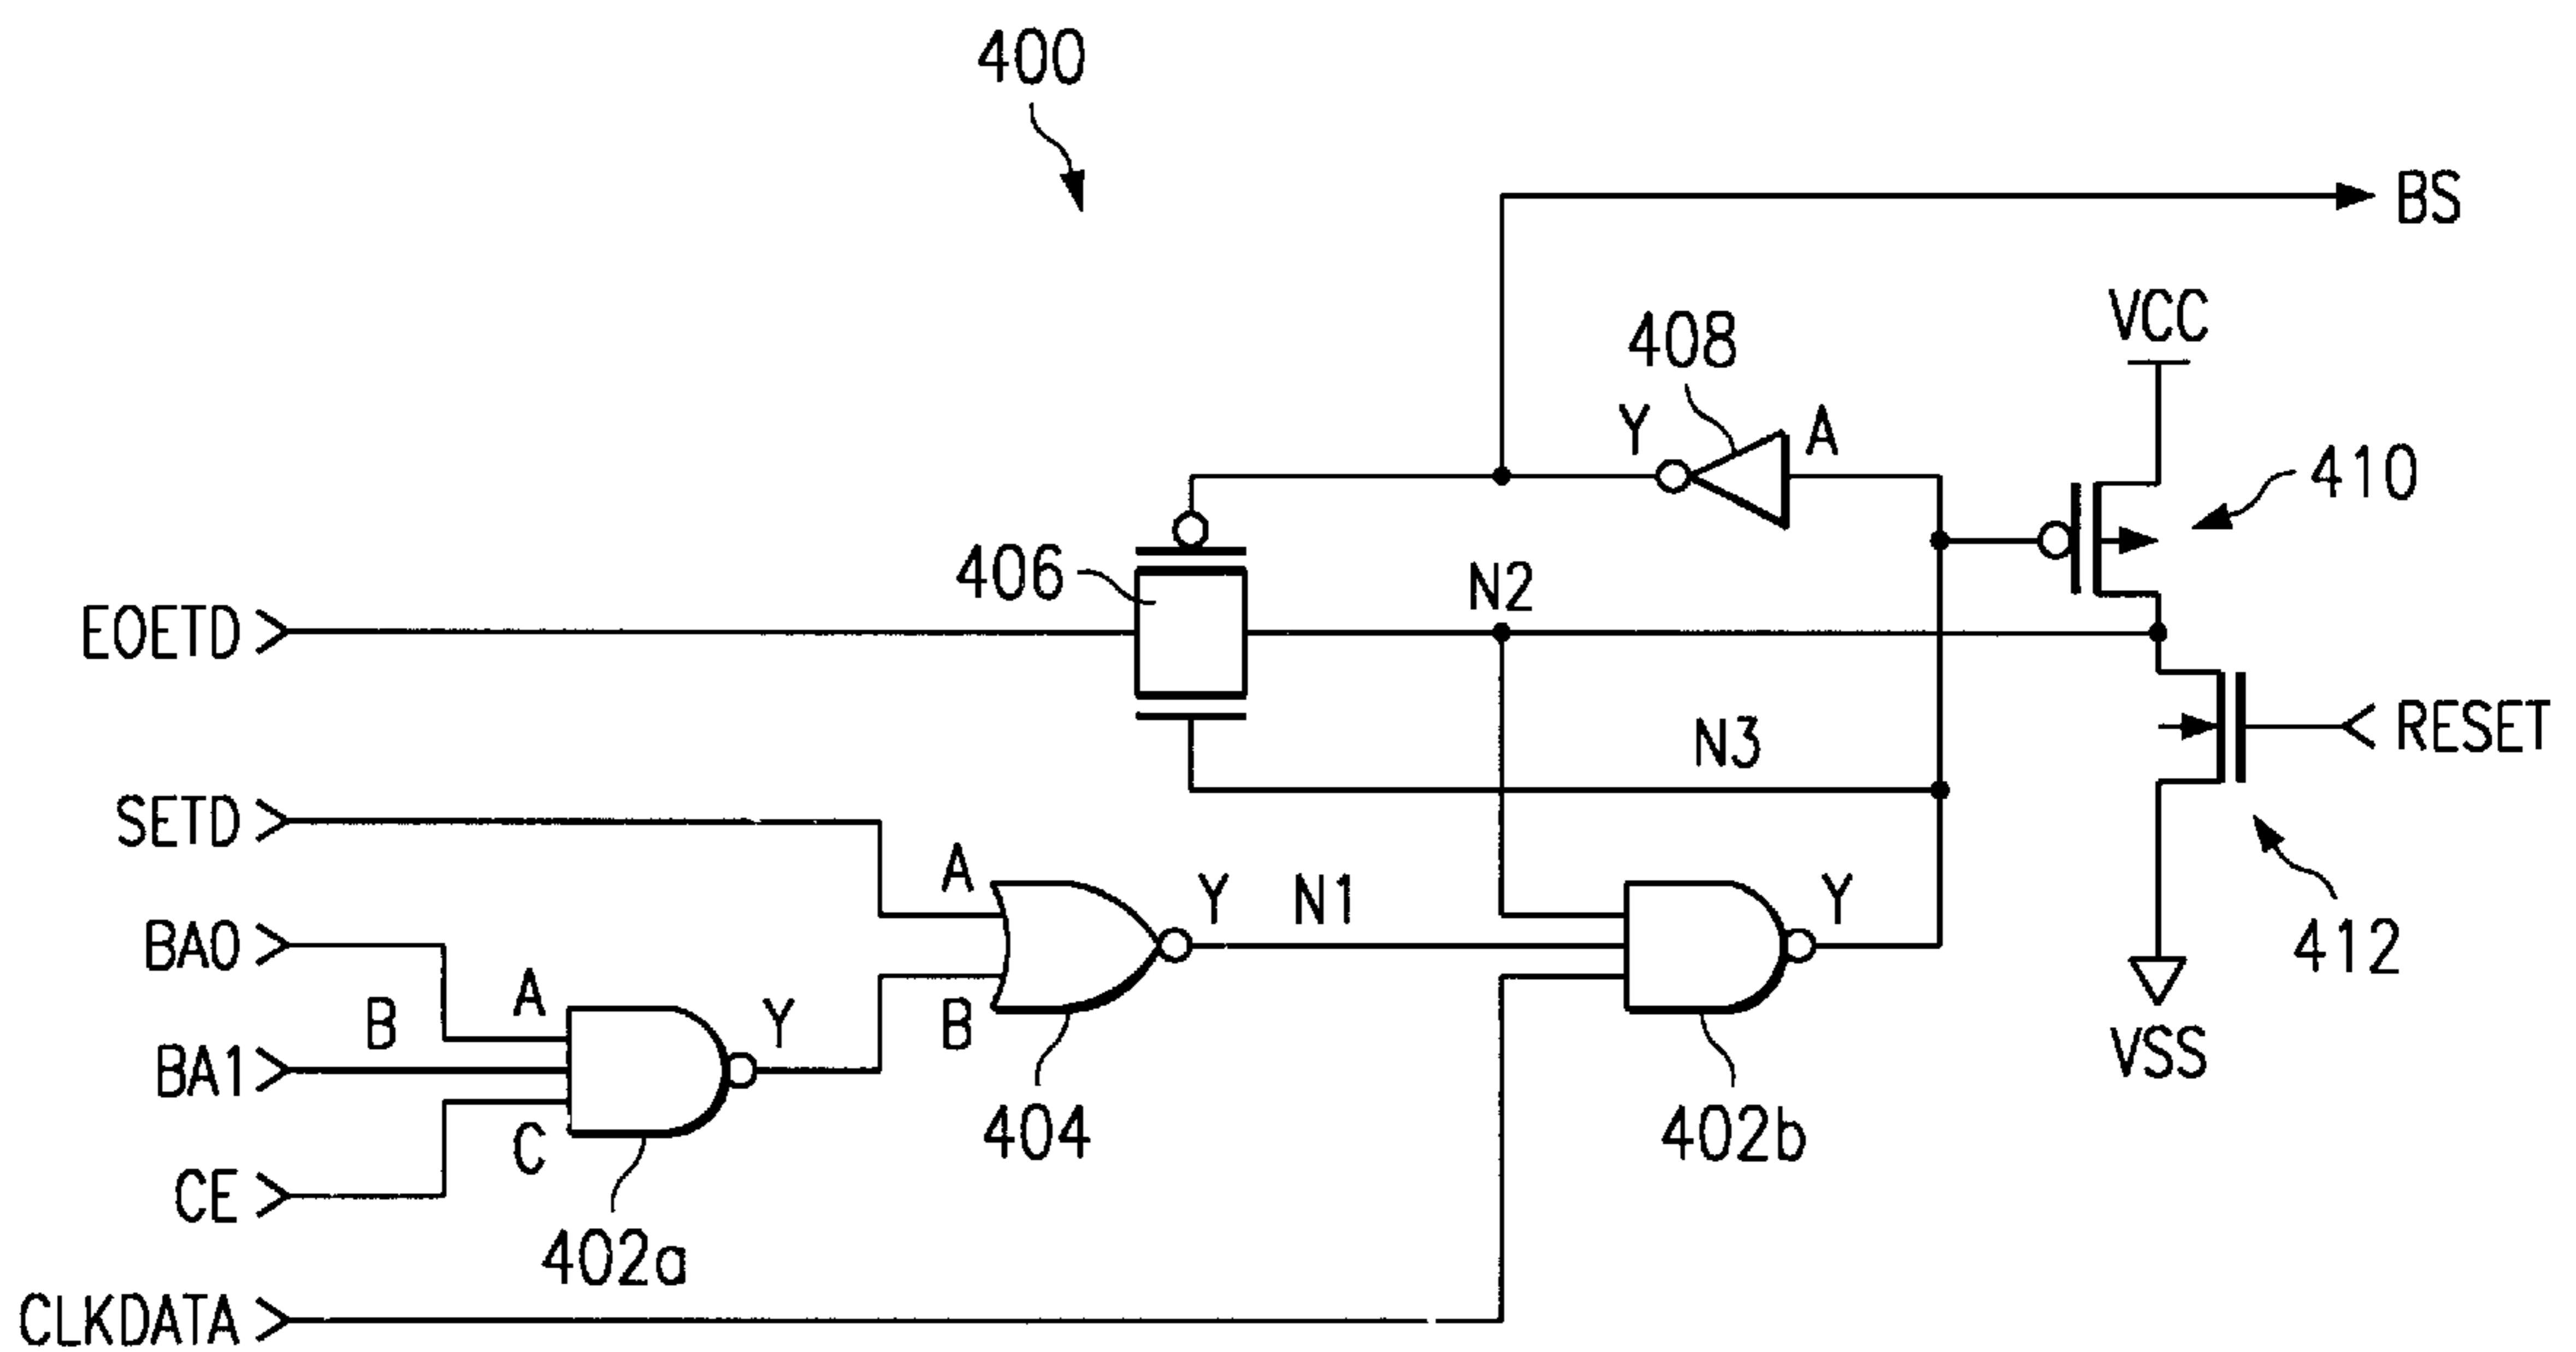 400
BS
VCC
408
Y
A
410
406
N2
EOETD
N3
RESET
SETD
A
Y
N1
Y
BA0
412
B
A
Y
B
BA1
VSS
C
404
402b
CE
402a
CLKDATA